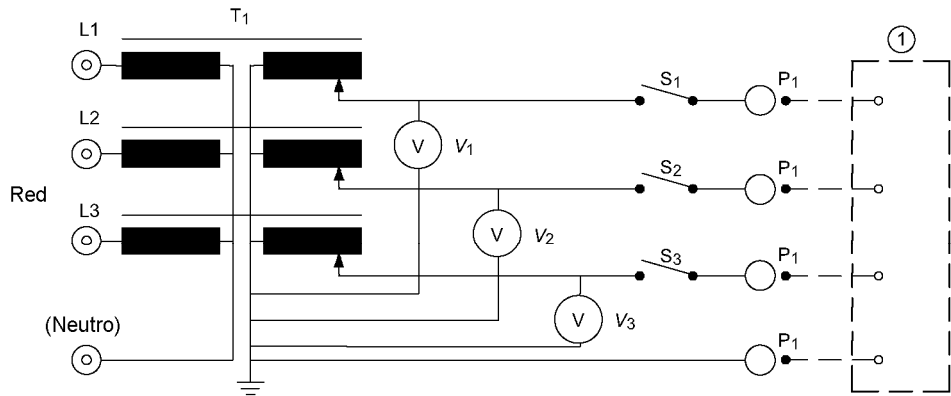 T1
1
L1
S1
P1
V
V1
L2
S2
P1
Red
V
V2
L3
S3
P1
V
V3
(Neutro)
P1